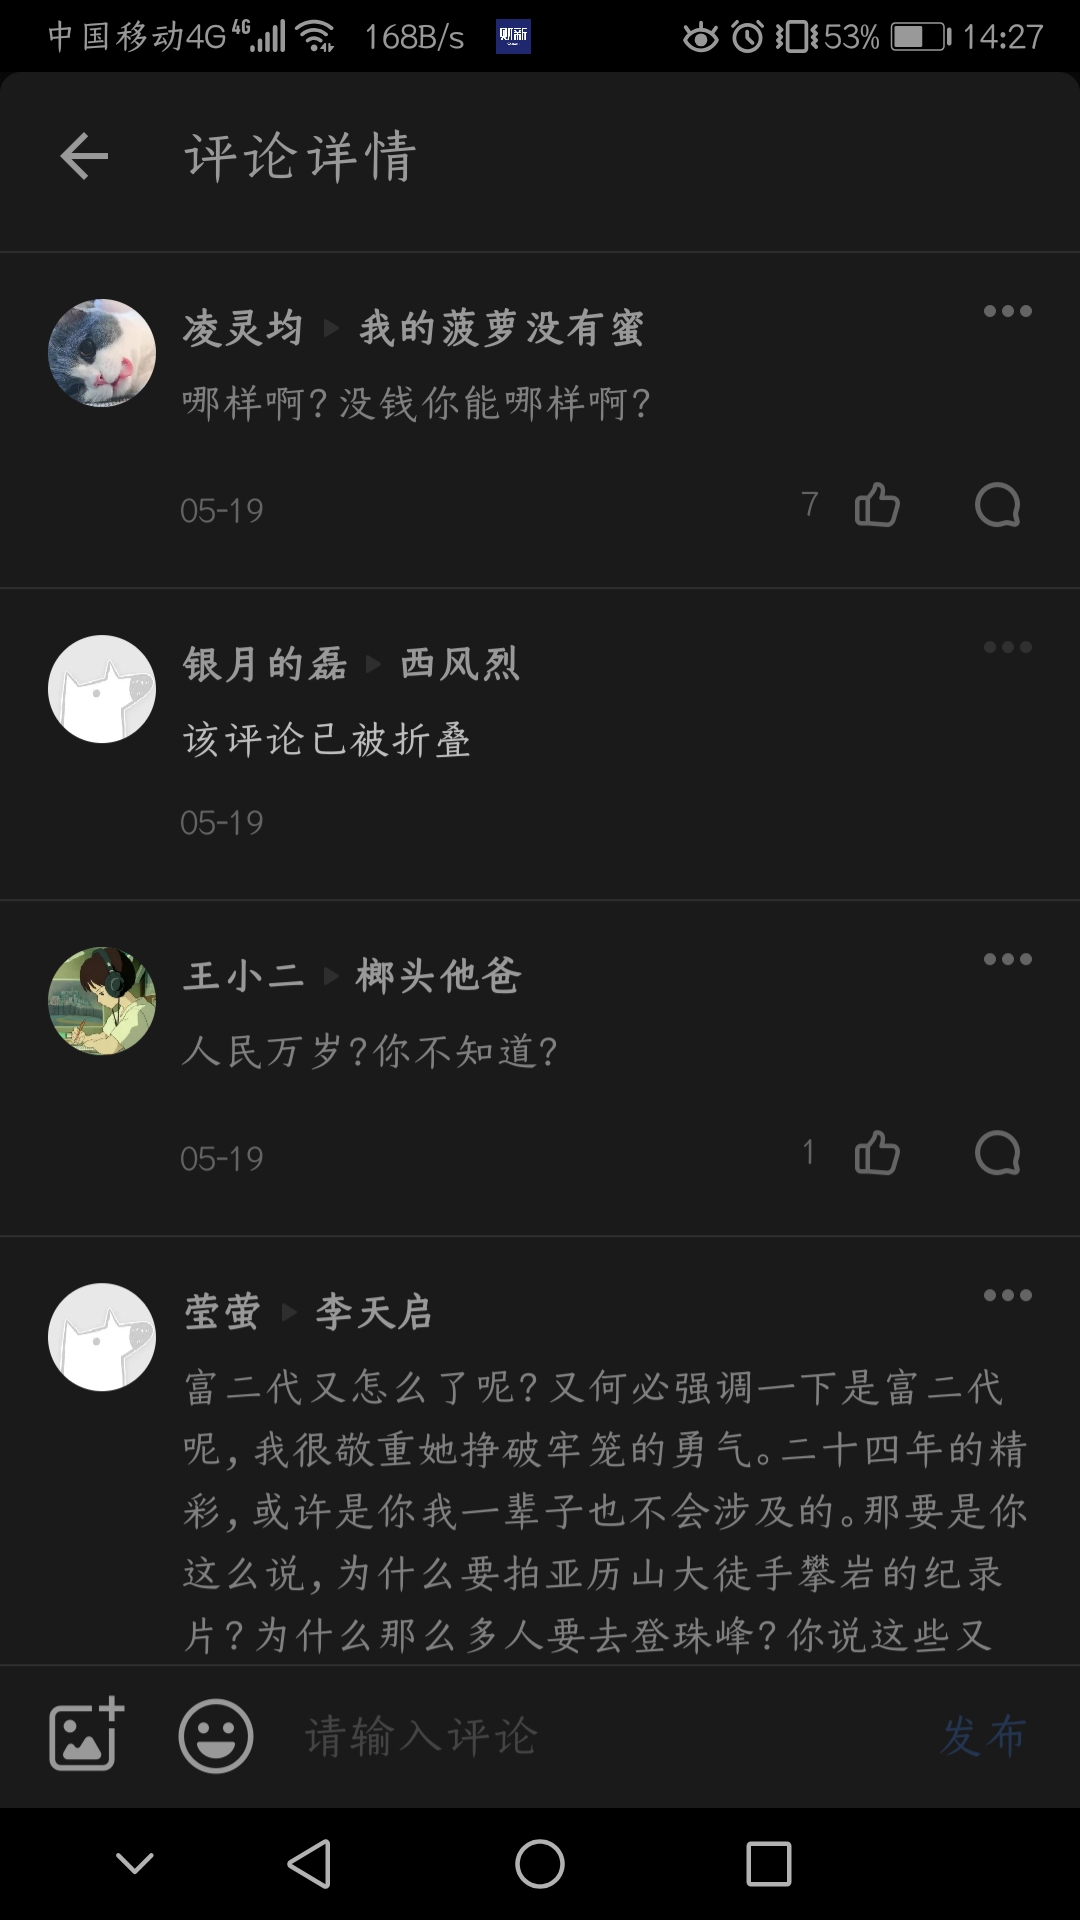 中国移动4G 4G 168B/s 财新 53% 14:27
评论详情
凌灵均 我的菠萝没有蜜
哪样啊?没钱你能哪样啊?
05-19 7
银月的磊 西风烈
该评论已被折叠
05-19
王小二 榔头他爸
人民万岁?你不知道?
05-19 1
莹萤 李天启
富二代又怎么了呢?又何必强调一下是富二代
呢,我很敬重她挣破牢笼的勇气。二十四年的精
彩,或许是你我一辈子也不会涉及的。那要是你
这么说,为什么要拍亚历山大徒手攀岩的纪录
片?为什么那么多人要去登珠峰?你说这些又
请输入评论 发布